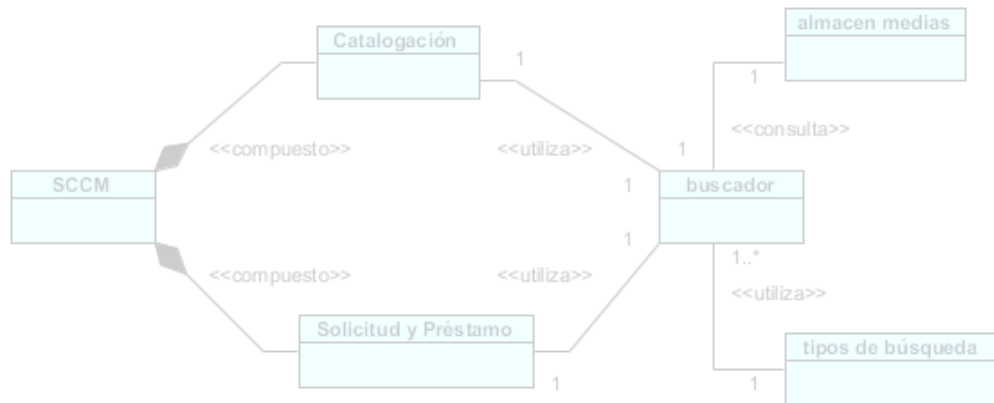 almacen medias
Catalogación
1
1
<<consulta>>
<<compuesto>>
<<utiliza>>
1
SCCM
1
buscador
1
1..*
<<compuesto>>
<<utiliza>>
<<utiliza>>
Solicitud y Préstamo
tipos de búsqueda
1
1